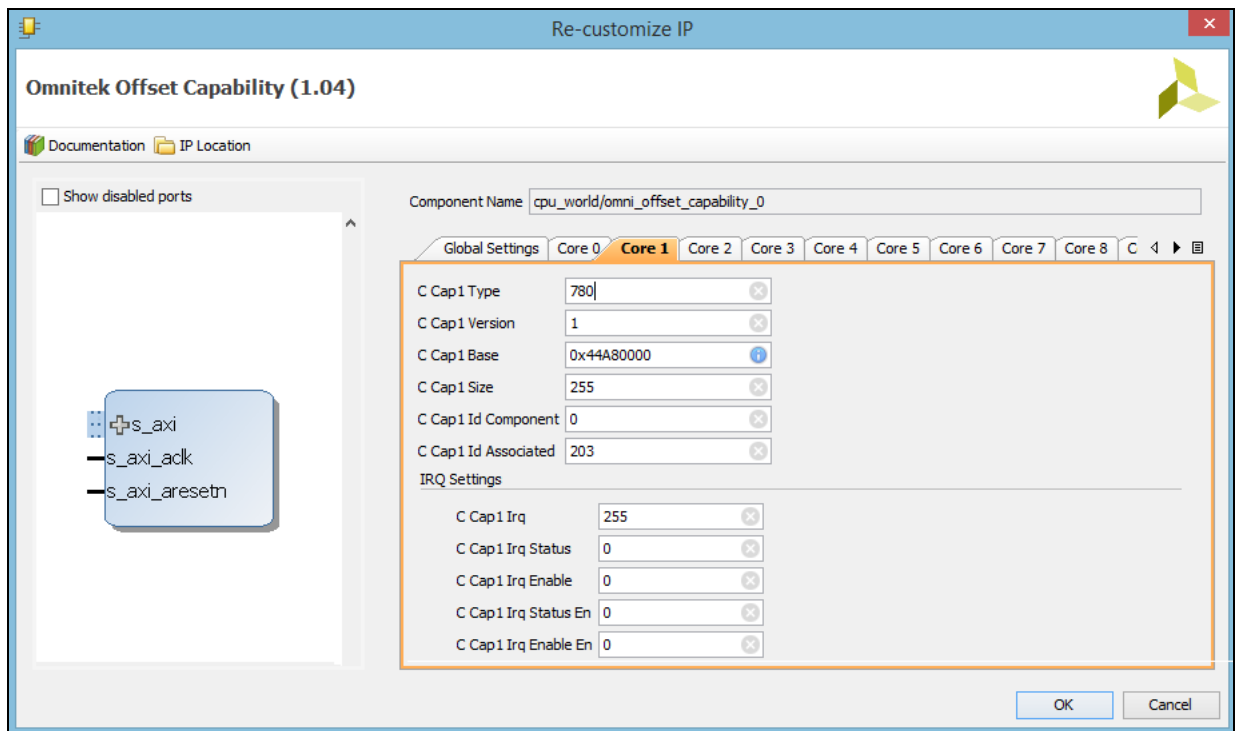 Re-customize IP
Omnitek Offset Capability (1.04)
Documentation IP Location
Show disabled ports
s_axi
s_axi_aclk
s_axi_aresetn
Component Name cpu_world/omni_offset_capability_0
Global Settings Core 0 Core 1 Core 2 Core 3 Core 4 Core 5 Core 6 Core 7 Core 8 C
C Cap1 Type 780
C Cap1 Version 1
C Cap1 Base 0x44A80000
C Cap1 Size 255
C Cap1 Id Component 0
C Cap1 Id Associated 203
IRQ Settings
C Cap1 Irq 255
C Cap1 Irq Status 0
C Cap1 Irq Enable 0
C Cap1 Irq Status En 0
C Cap1 Irq Enable En 0
OK Cancel